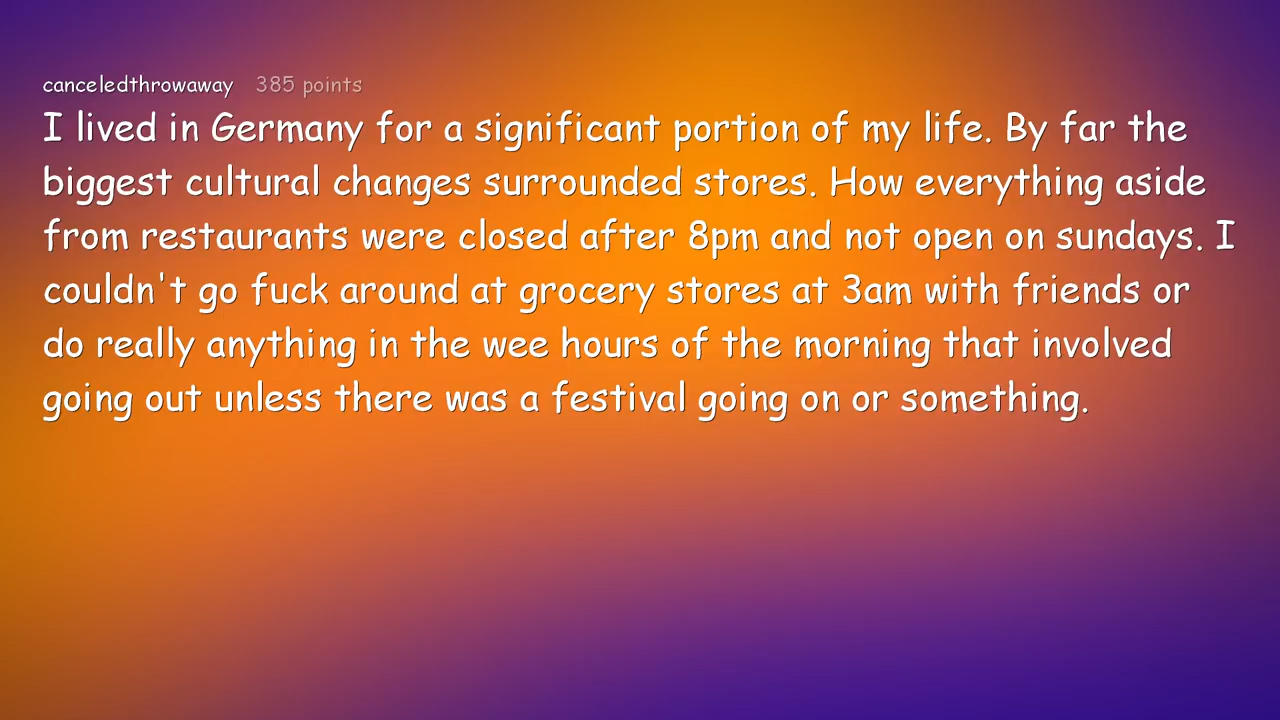 canceledthrowaway 385 points
I lived in Germany for a significant portion of my life. By far the
biggest cultural changes surrounded stores. How everything aside
from restaurants were closed after 8pm and not open on sundays. I
couldn't go fuck around at grocery stores at 3am with friends or
do really anything in the wee hours of the morning that involved
going out unless there was a festival going on or something.